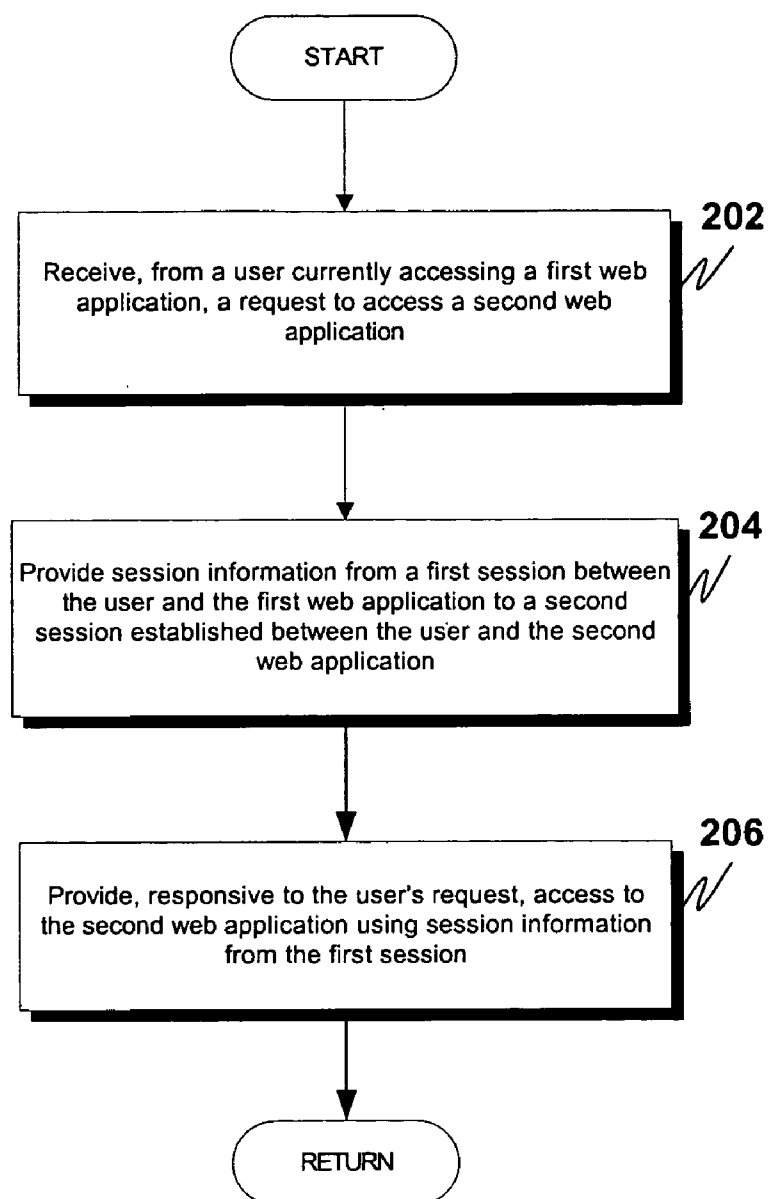 START
202
Receive, from a user currently accessing a first web
application, a request to access a second web
application
204
Provide session information from a first session between
the user and the first web application to a second
session established between the user and the second
web application
206
Provide, responsive to the user's request, access to
the second web application using session information
from the first session
RETURN